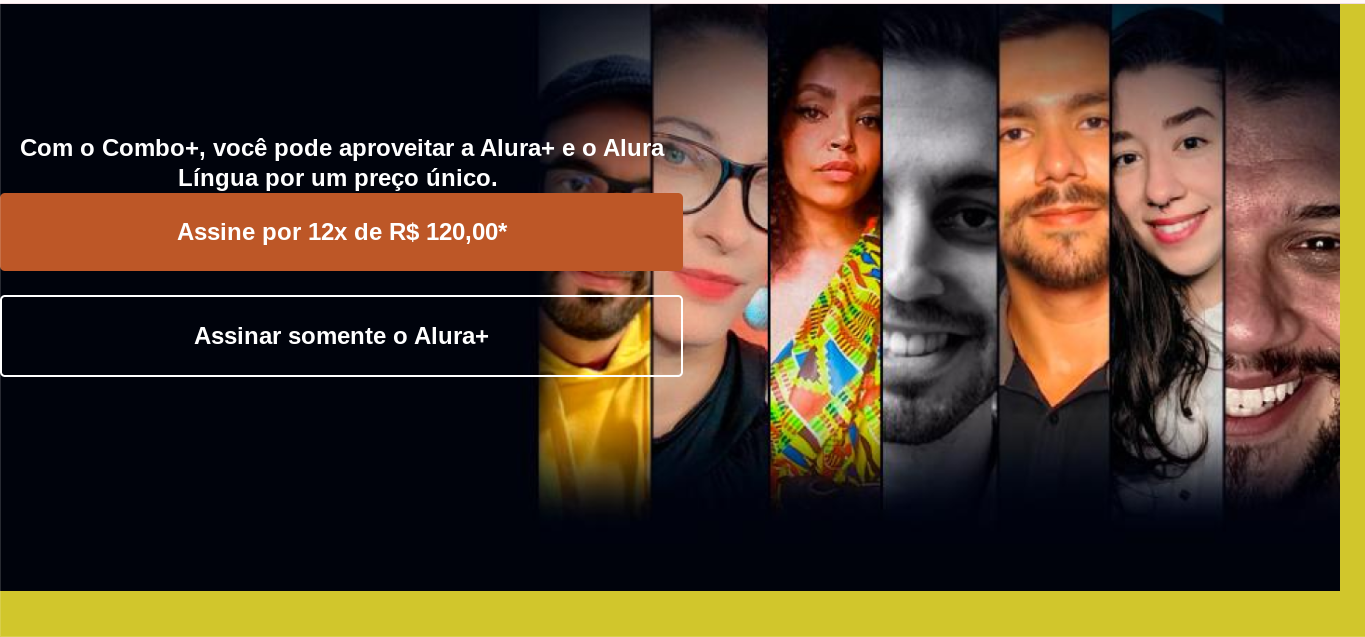 Com o Combo+, você pode aproveitar a Alura+ e o Alura
Língua por um preço único.
Assine por 12x de R$ 120,00*
Assinar somente o Alura+